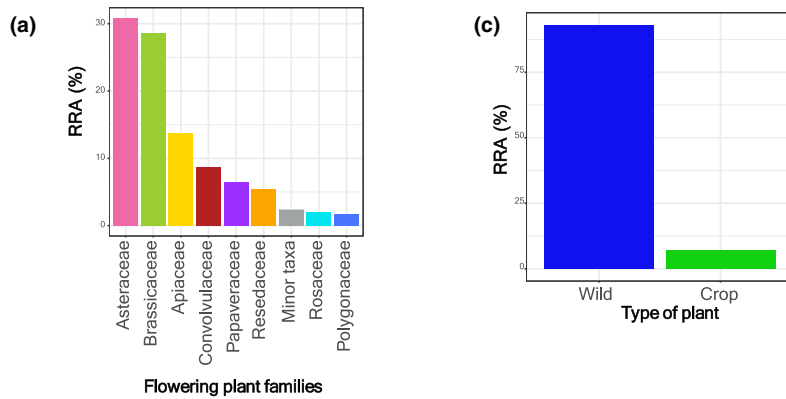 (a)
RRA (%)
30
20
10
0
Asteraceae
Brassicaceae
Apiaceae
Convolvulaceae
Papaveraceae
Resedaceae
Minor taxa
Rosaceae
Polygonaceae
Flowering plant families
(c)
RRA (%)
75
50
25
0
Wild
Crop
Type of plant